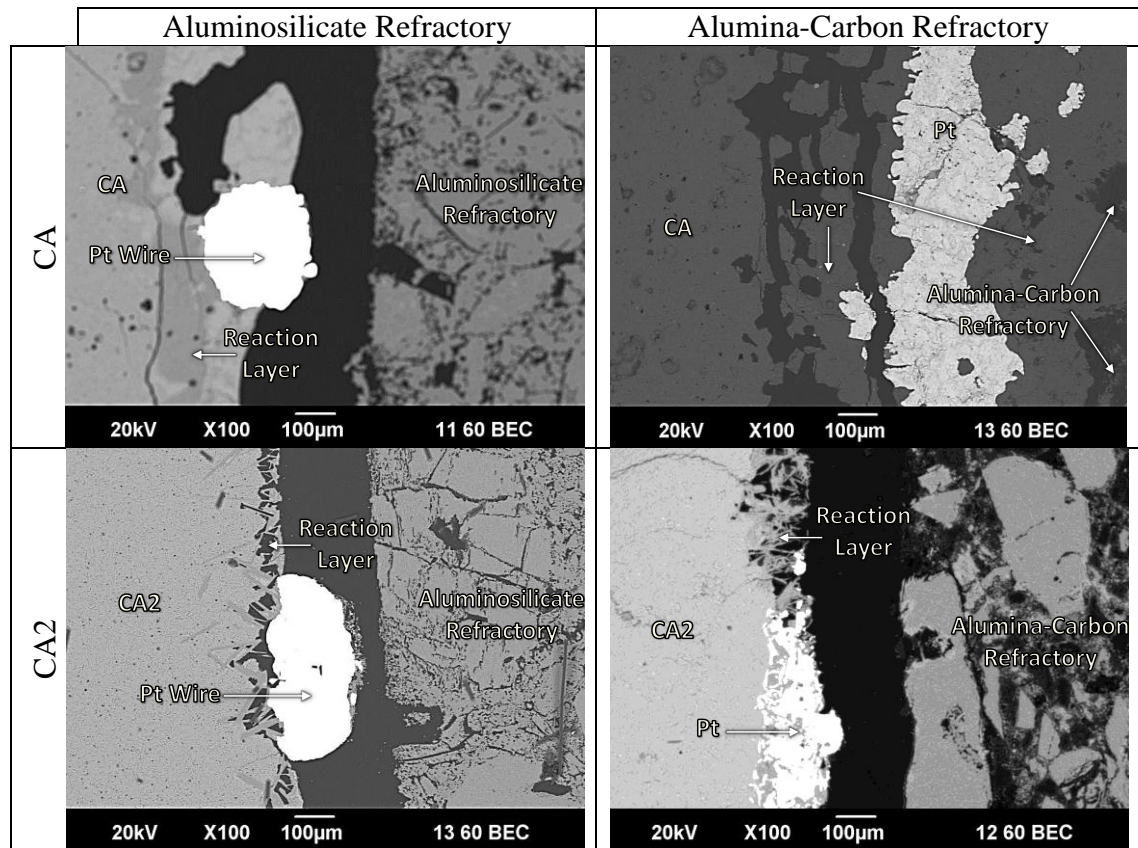 Aluminosilicate Refractory
Alumina-Carbon Refractory
CA
CA
Pt Wire
Reaction
Layer
Aluminosilicate
Refractory
20kV X100 100µm 11 60 BEC
CA
Reaction
Layer
Pt
Alumina-Carbon
Refractory
20kV X100 100µm 13 60 BEC
CA2
CA2
Reaction
Layer
Pt Wire
Aluminosilicate
Refractory
20kV X100 100µm 13 60 BEC
CA2
Reaction
Layer
Pt
Alumina-Carbon
Refractory
20kV X100 100µm 12 60 BEC